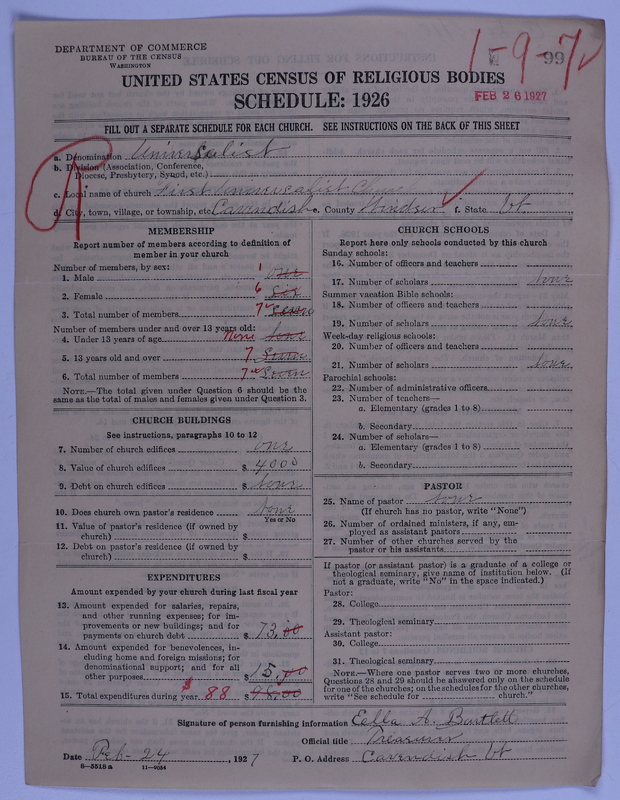 DEPARTMENT OF COMMERCE
BUREAU OF THE CENSUS
WASHINGTON
1-9-7 99
UNITED STATES CENSUS OF RELIGIOUS BODIES
SCHEDULE: 1926
FEB 26 1927
FILL OUT A SEPARATE SCHEDULE FOR EACH CHURCH. SEE INSTRUCTIONS ON THE BACK OF THIS SHEET
a. Denomination Universalist
b. Division (Association, Conference,
Diocese, Presbytery, Synod, etc.)
c. Local name of church First Universalist
d. City, town, village, or township, etc. Cavendish e. County Windsor f. State Vt
MEMBERSHIP
Report number of members according to definition of
member in your church
Number of members, by sex:
1. Male 1 one
2. Female 6 six
3. Total number of members 7 Seven
Number of members under and over 13 years old:
4. Under 13 years of age None None
5. 13 years old and over 7 Seven
6. Total number of members 7 Seven
NOTE.—The total given under Question 6 should be the
same as the total of males and females given under Question 3.
CHURCH BUILDINGS
See instructions, paragraphs 10 to 12
7. Number of church edifices one
8. Value of church edifices $ 4000
9. Debt on church edifices $ None
10. Does church own pastor's residence None
Yes or No
11. Value of pastor's residence (if owned by
church) $
12. Debt on pastor's residence (if owned by
church) $
EXPENDITURES
Amount expended by your church during last fiscal year
13. Amount expended for salaries, repairs,
and other running expenses; for im-
provements or new buildings; and for
payments on church debt $ 73.00
14. Amount expended for benevolences, in-
cluding home and foreign missions; for
denominational support; and for all
other purposes $ 15.00
15. Total expenditures during year $ 88 $ 98.00
CHURCH SCHOOLS
Report here only schools conducted by this church
Sunday schools:
16. Number of officers and teachers
17. Number of scholars None
Summer vacation Bible schools:
18. Number of officers and teachers
19. Number of scholars None
Week-day religious schools:
20. Number of officers and teachers
21. Number of scholars None
Parochial schools:
22. Number of administrative officers
23. Number of teachers—
a. Elementary (grades 1 to 8)
b. Secondary
24. Number of scholars—
a. Elementary (grades 1 to 8)
b. Secondary
PASTOR
25. Name of pastor None
(If church has no pastor, write "None")
26. Number of ordained ministers, if any, em-
ployed as assistant pastors
27. Number of other churches served by the
pastor or his assistants
If pastor (or assistant pastor) is a graduate of a college or
theological seminary, give name of institution below. (If
not a graduate, write "No" in the space indicated.)
Pastor:
28. College
29. Theological seminary
Assistant pastor:
30. College
31. Theological seminary
NOTE.—Where one pastor serves two or more churches,
Questions 28 and 29 should be answered only on the schedule
for one of the churches; on the schedules for the other churches,
write "See schedule for church."
Signature of person furnishing information Ella A. Bartlett
Official title Treasurer
Date Feb-24, 1927 P. O. Address Cavendish Vt
8-5518 a 11-9054